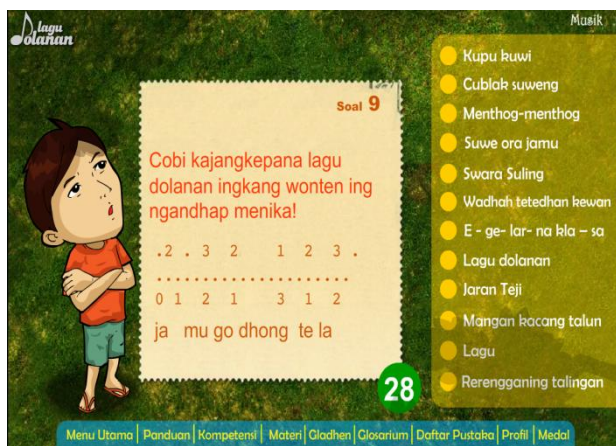 lagu
Dolanan
Musik
Soal 9
Cobi kajangkepana lagu
dolanan ingkang wonten ing
ngandhap menika!
. 2 . 3 2 1 2 3 .
.......................
0 1 2 1 3 1 2
ja mu go dhong te la
28
Kupu kuwi
Cublak suweng
Menthog-menthog
Suwe ora jamu
Swara Suling
Wadhah tetedhan kewan
E - ge- lar- na kla – sa
Lagu dolanan
Jaran Teji
Mangan kacang talun
Lagu
Rerengganing talingan
Menu Utama | Panduan | Kompetensi | Materi | Gladhen | Glosarium | Daftar Pustaka | Profil | Medal